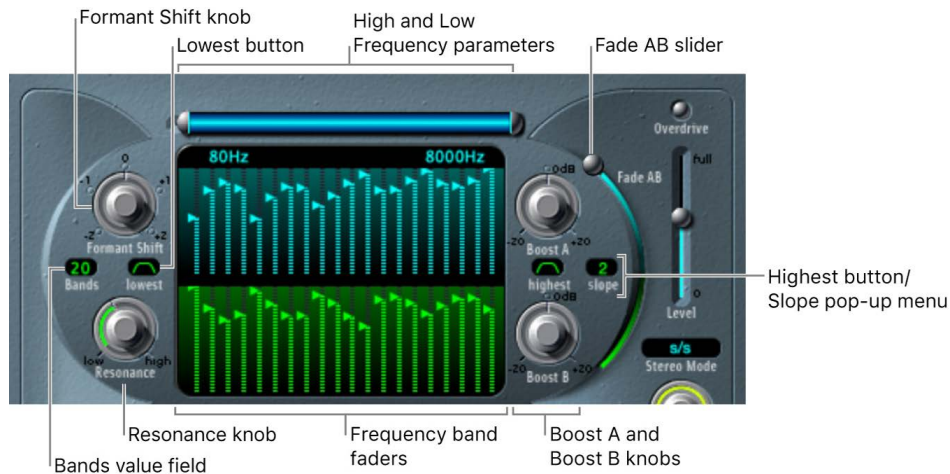 Formant Shift knob
Lowest button
High and Low
Frequency parameters
Fade AB slider
Overdrive
full
80Hz
8000Hz
0
-1
+1
-2
+2
Formant Shift
0dB
Fade AB
-20
+20
Boost A
20
Bands
lowest
highest
2
slope
Highest button/
Slope pop-up menu
0
Level
0dB
low
high
Resonance
-20
+20
Boost B
s/s
Stereo Mode
Resonance knob
Frequency band
faders
Boost A and
Boost B knobs
Bands value field